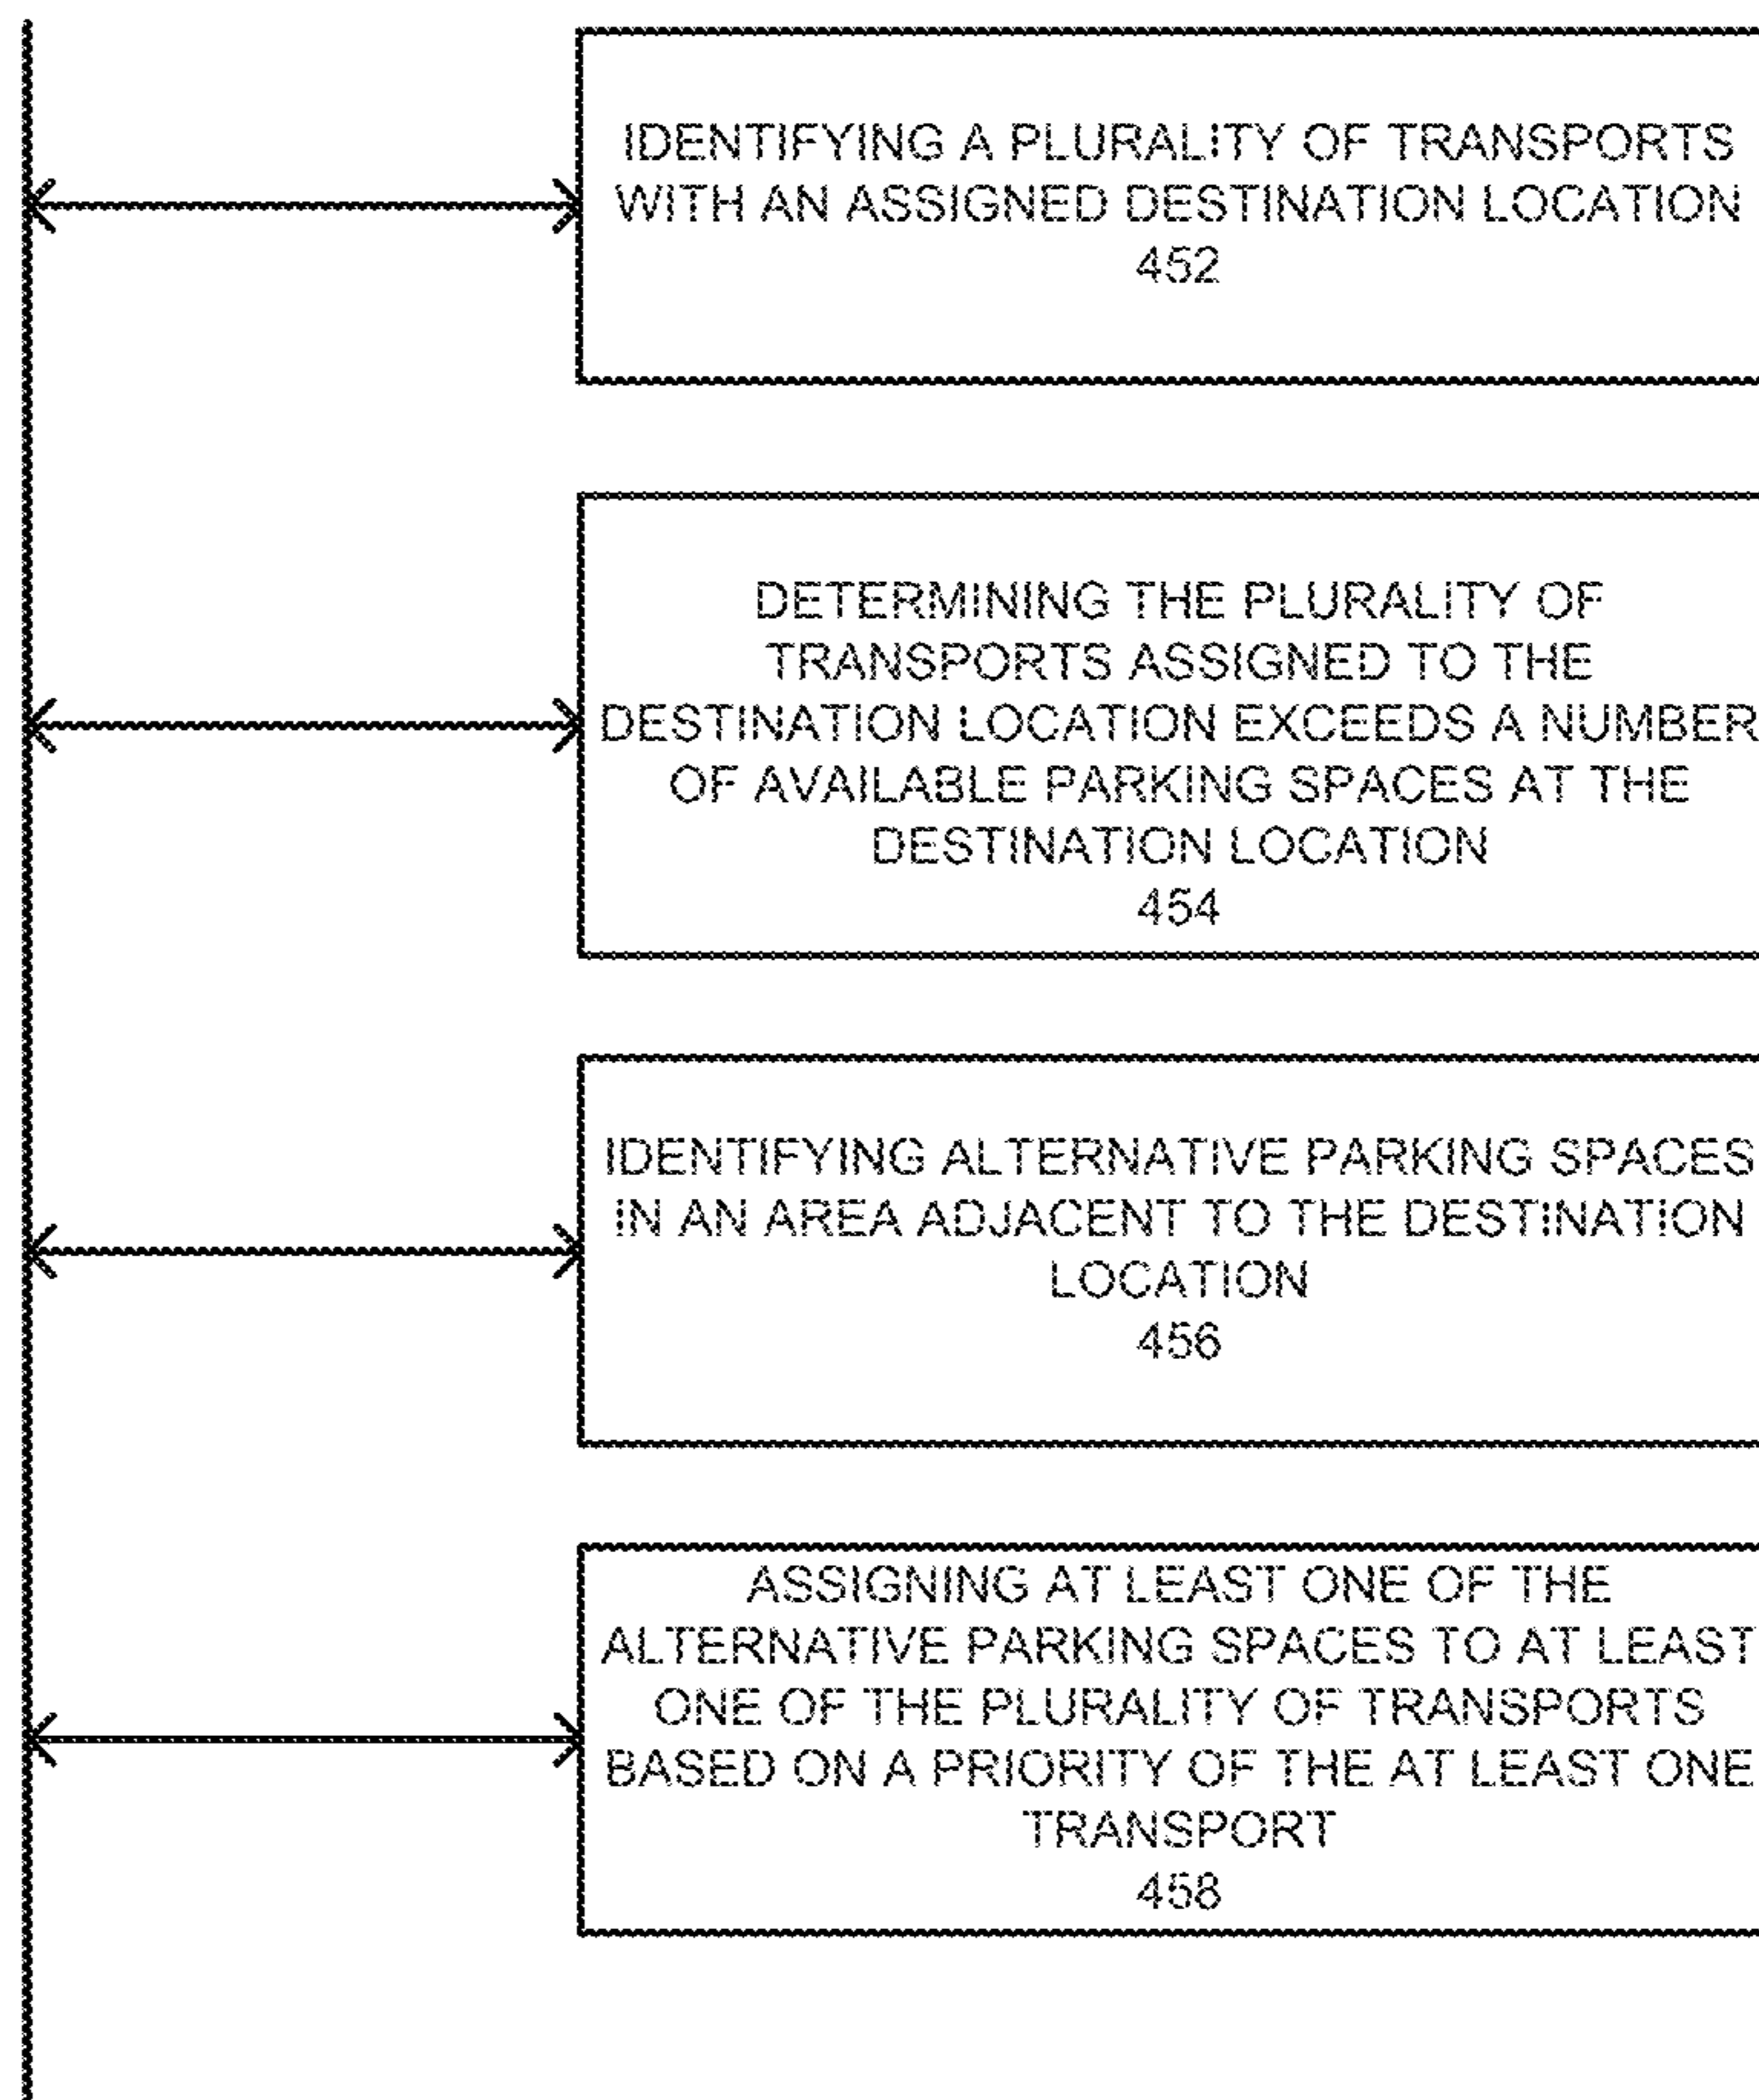 IDENTIFYING A PLURALITY OF TRANSPORTS
WITH AN ASSIGNED DESTINATION LOCATION
452
DETERMINING THE PLURALITY OF
TRANSPORTS ASSIGNED TO THE
DESTINATION LOCATION EXCEEDS A NUMBER
OF AVAILABLE PARKING SPACES AT THE
DESTINATION LOCATION
454
IDENTIFYING ALTERNATIVE PARKING SPACES
IN AN AREA ADJACENT TO THE DESTINATION
LOCATION
456
ASSIGNING AT LEAST ONE OF THE
ALTERNATIVE PARKING SPACES TO AT LEAST
ONE OF THE PLURALITY OF TRANSPORTS
BASED ON A PRIORITY OF THE AT LEAST ONE
TRANSPORT
458